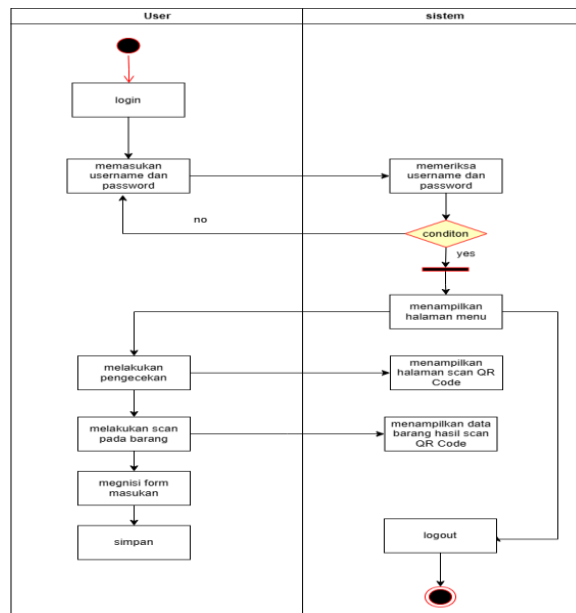 User
sistem
login
memasukan
username dan
password
memeriksa
username dan
password
no
conditon
yes
menampilkan
halaman menu
melakukan
pengecekan
menampilkan
halaman scan QR
Code
melakukan scan
pada barang
menampilkan data
barang hasil scan
QR Code
megnisi form
masukan
simpan
logout